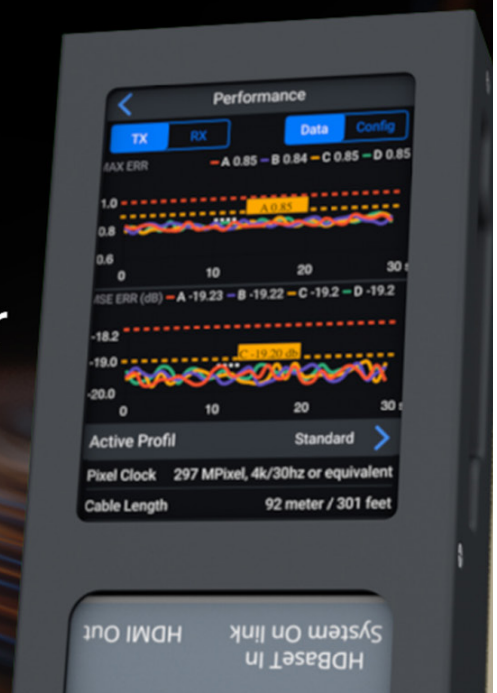 Performance
TX RX Data Config
MAX ERR A 0.85 B 0.84 C 0.85 D 0.85
1.0
A 0.85
0.8
0.6
0 10 20 30 s
MSE ERR (dB) A -19.23 B -19.22 C -19.2 D -19.2
-18.2
C -19.20 db
-19.0
-20.0
0 10 20 30 s
Active Profil Standard
Pixel Clock 297 MPixel, 4k/30hz or equivalent
Cable Length 92 meter / 301 feet
HDBaseT In
System On link HDMI Out